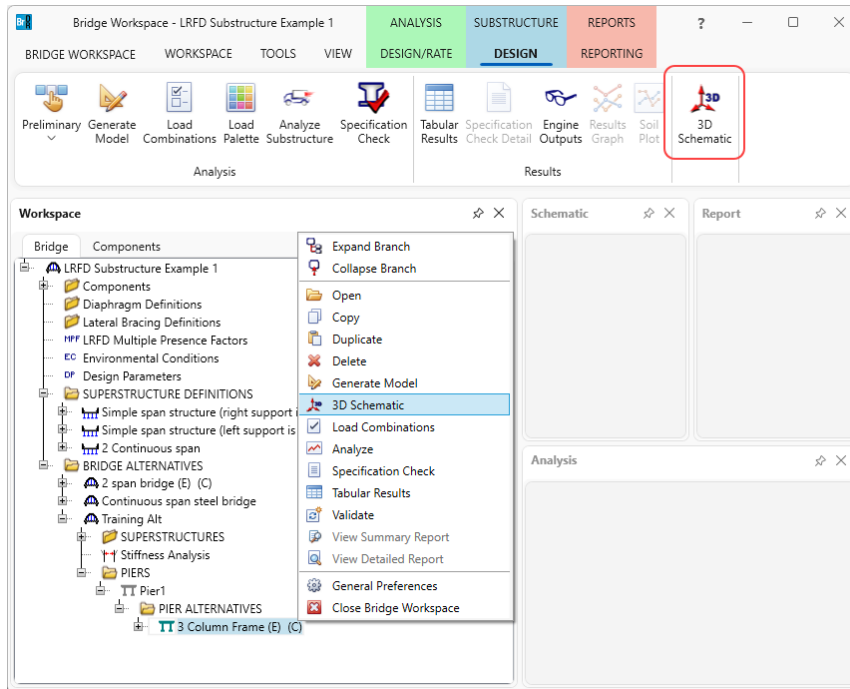 Br Bridge Workspace - LRFD Substructure Example 1 ANALYSIS SUBSTRUCTURE REPORTS ?
BRIDGE WORKSPACE WORKSPACE TOOLS VIEW DESIGN/RATE DESIGN REPORTING
Preliminary Generate Load Load Analyze Specification Tabular Specification Engine Results Soil 3D
Model Combinations Palette Substructure Check Results Check Detail Outputs Graph Plot Schematic
Analysis Results
Workspace Schematic Report
Bridge Components
LRFD Substructure Example 1
Components
Diaphragm Definitions
Lateral Bracing Definitions
MPF LRFD Multiple Presence Factors
EC Environmental Conditions
DP Design Parameters
SUPERSTRUCTURE DEFINITIONS
Simple span structure (right support i
Simple span structure (left support is
2 Continuous span
BRIDGE ALTERNATIVES
2 span bridge (E) (C)
Continuous span steel bridge
Training Alt
SUPERSTRUCTURES
Stiffness Analysis
PIERS
Pier1
PIER ALTERNATIVES
3 Column Frame (E) (C)
Expand Branch
Collapse Branch
Open
Copy
Duplicate
Delete
Generate Model
3D Schematic
Load Combinations
Analyze
Specification Check
Tabular Results
Validate
View Summary Report
View Detailed Report
General Preferences
Close Bridge Workspace
Analysis